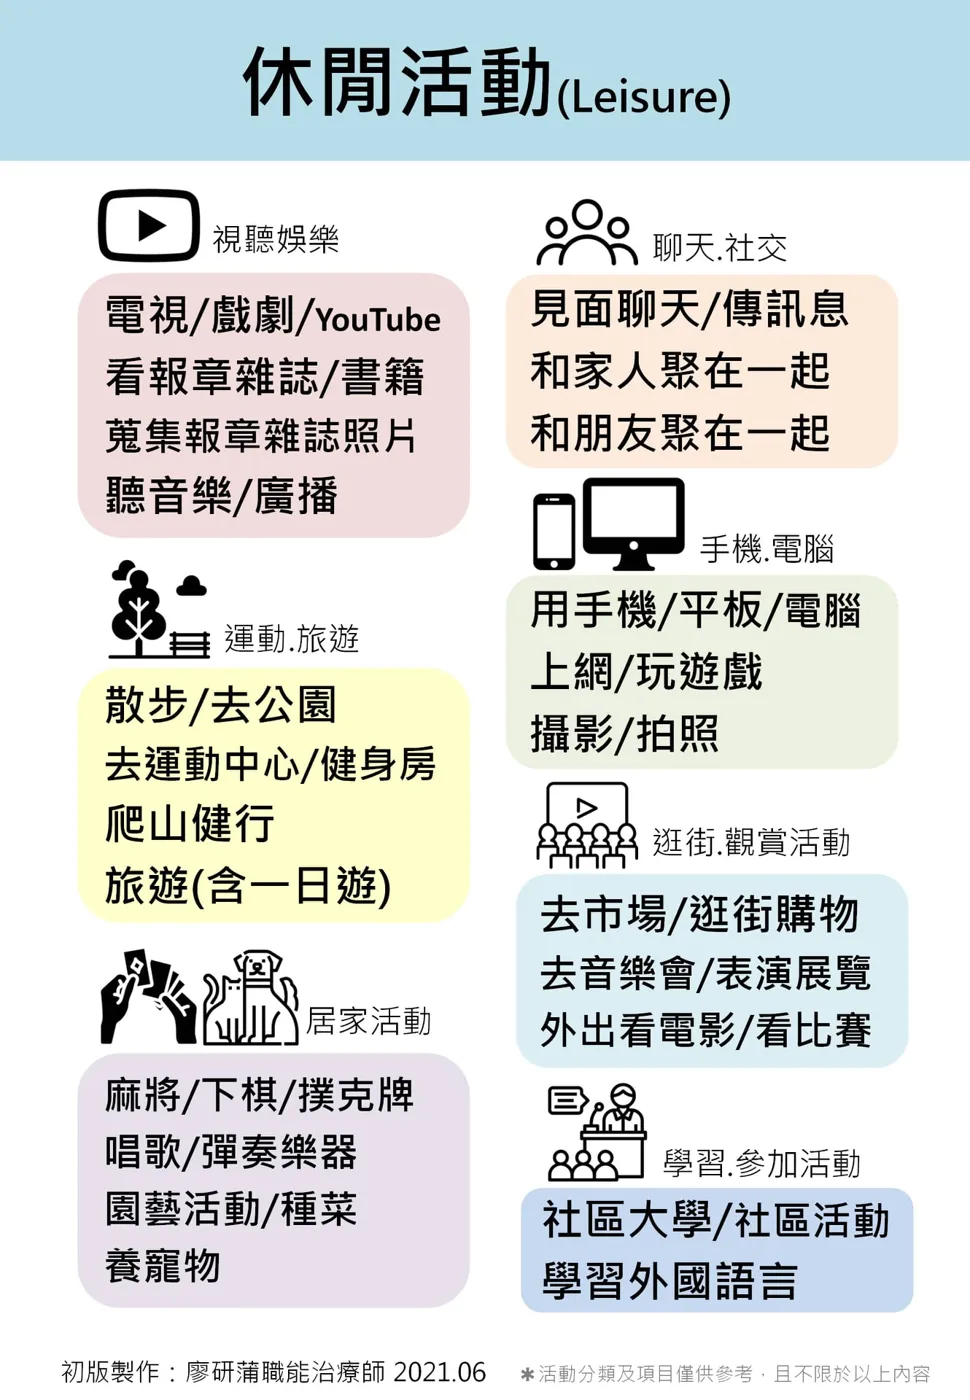 休閒活動(Leisure)
視聽娛樂
電視/戲劇/YouTube
看報章雜誌/書籍
蒐集報章雜誌照片
聽音樂/廣播
運動.旅遊
散步/去公園
去運動中心/健身房
爬山健行
旅遊(含一日遊)
居家活動
麻將/下棋/撲克牌
唱歌/彈奏樂器
園藝活動/種菜
養寵物
聊天.社交
見面聊天/傳訊息
和家人聚在一起
和朋友聚在一起
手機.電腦
用手機/平板/電腦
上網/玩遊戲
攝影/拍照
逛街.觀賞活動
去市場/逛街購物
去音樂會/表演展覽
外出看電影/看比賽
學習.參加活動
社區大學/社區活動
學習外國語言
初版製作：廖研蒲職能治療師 2021.06
＊活動分類及項目僅供參考，且不限於以上內容